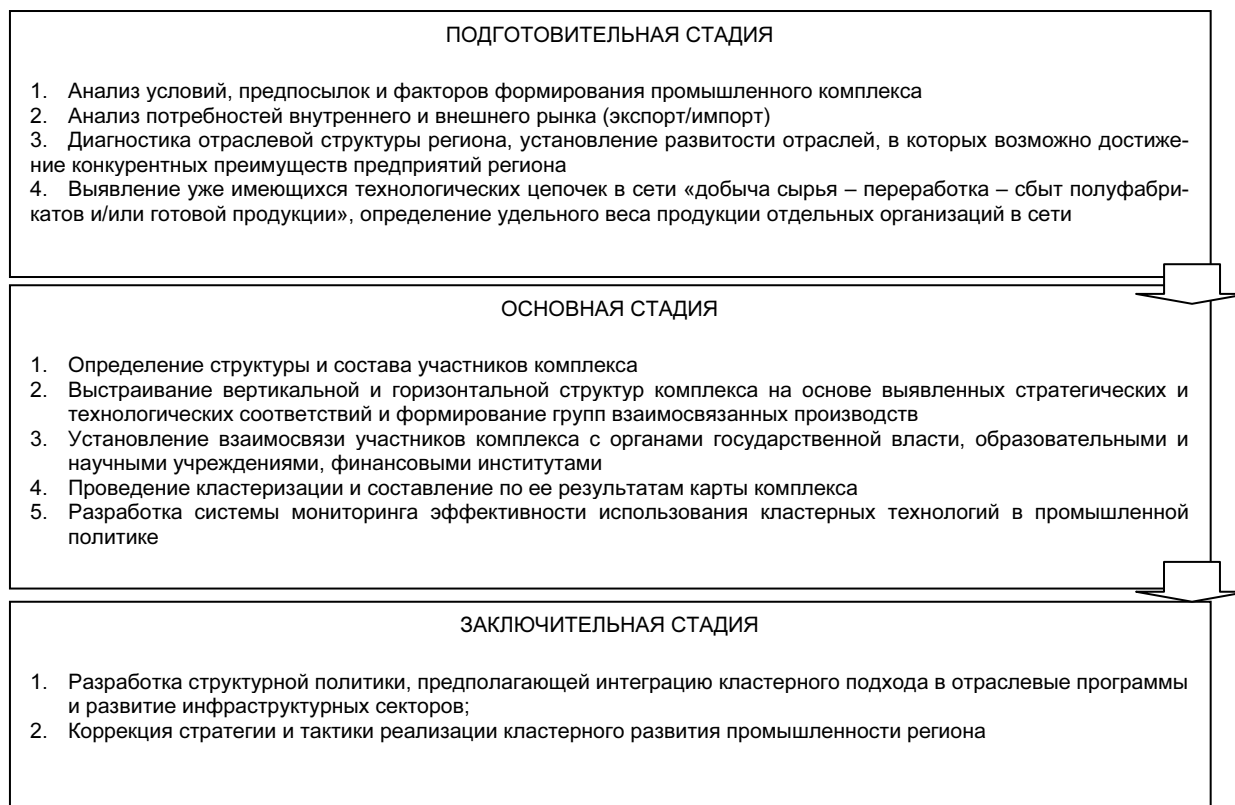 ПОДГОТОВИТЕЛЬНАЯ СТАДИЯ
1. Анализ условий, предпосылок и факторов формирования промышленного комплекса
2. Анализ потребностей внутреннего и внешнего рынка (экспорт/импорт)
3. Диагностика отраслевой структуры региона, установление развитости отраслей, в которых возможно достиже-
ние конкурентных преимуществ предприятий региона
4. Выявление уже имеющихся технологических цепочек в сети «добыча сырья – переработка – сбыт полуфабри-
катов и/или готовой продукции», определение удельного веса продукции отдельных организаций в сети
ОСНОВНАЯ СТАДИЯ
1. Определение структуры и состава участников комплекса
2. Выстраивание вертикальной и горизонтальной структур комплекса на основе выявленных стратегических и
технологических соответствий и формирование групп взаимосвязанных производств
3. Установление взаимосвязи участников комплекса с органами государственной власти, образовательными и
научными учреждениями, финансовыми институтами
4. Проведение кластеризации и составление по ее результатам карты комплекса
5. Разработка системы мониторинга эффективности использования кластерных технологий в промышленной
политике
ЗАКЛЮЧИТЕЛЬНАЯ СТАДИЯ
1. Разработка структурной политики, предполагающей интеграцию кластерного подхода в отраслевые программы
и развитие инфраструктурных секторов;
2. Коррекция стратегии и тактики реализации кластерного развития промышленности региона